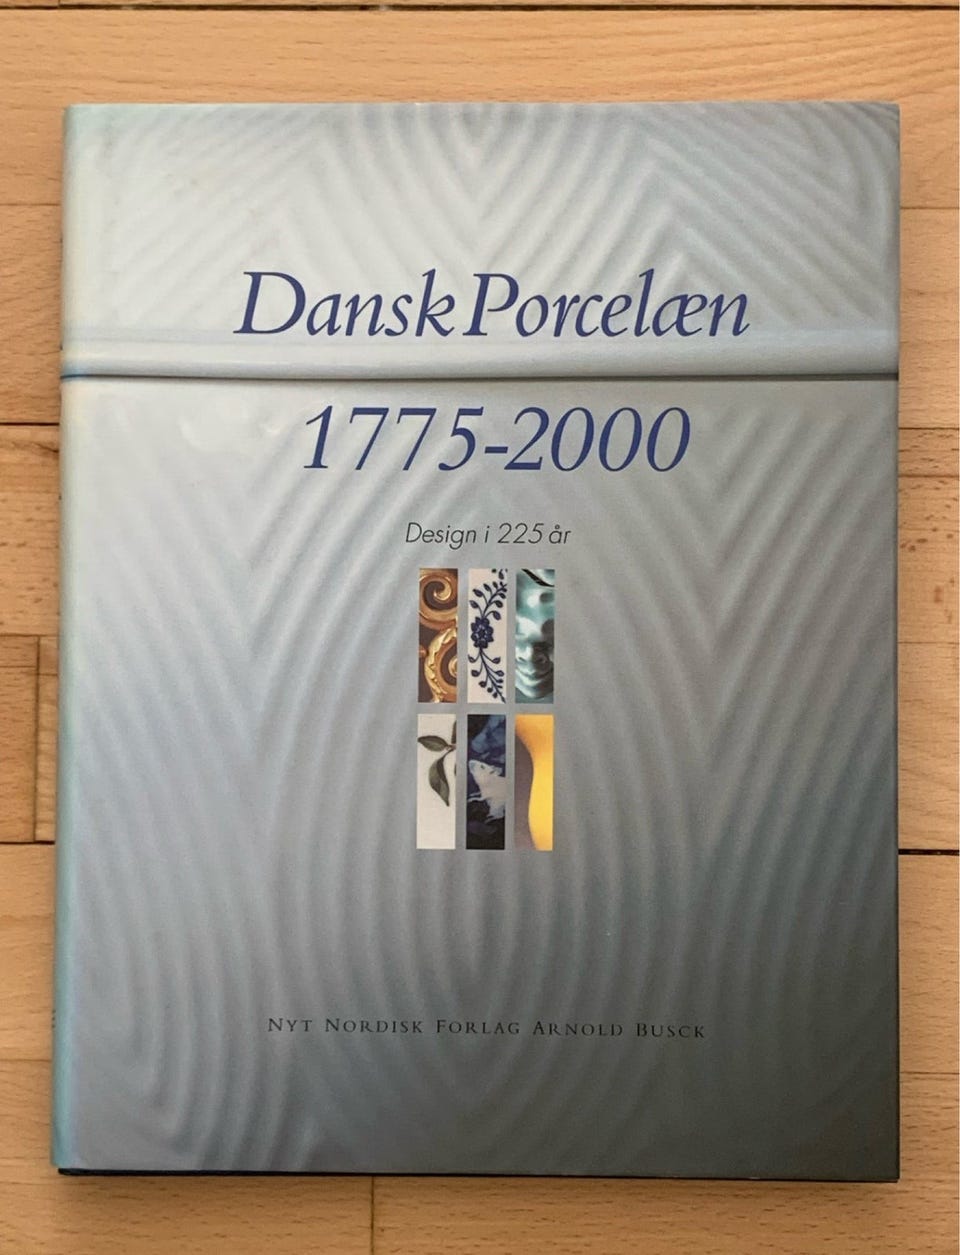 Dansk Porcelæn
1775-2000
Design i 225 år
NYT NORDISK FORLAG ARNOLD BUSCK